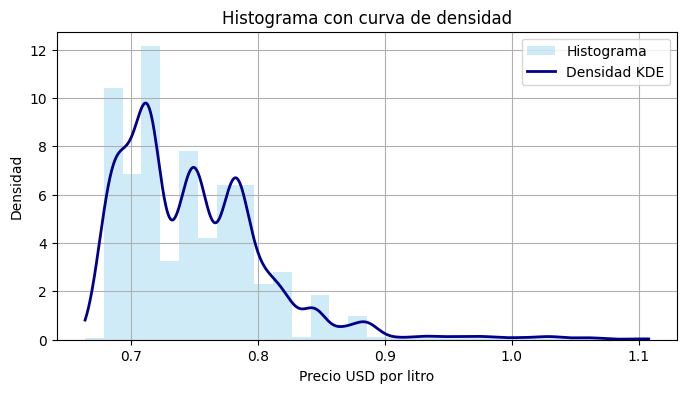 Histograma con curva de densidad
Histograma
Densidad KDE
12
10
8
6
4
2
0
Densidad
0.7
0.8
0.9
1.0
1.1
Precio USD por litro